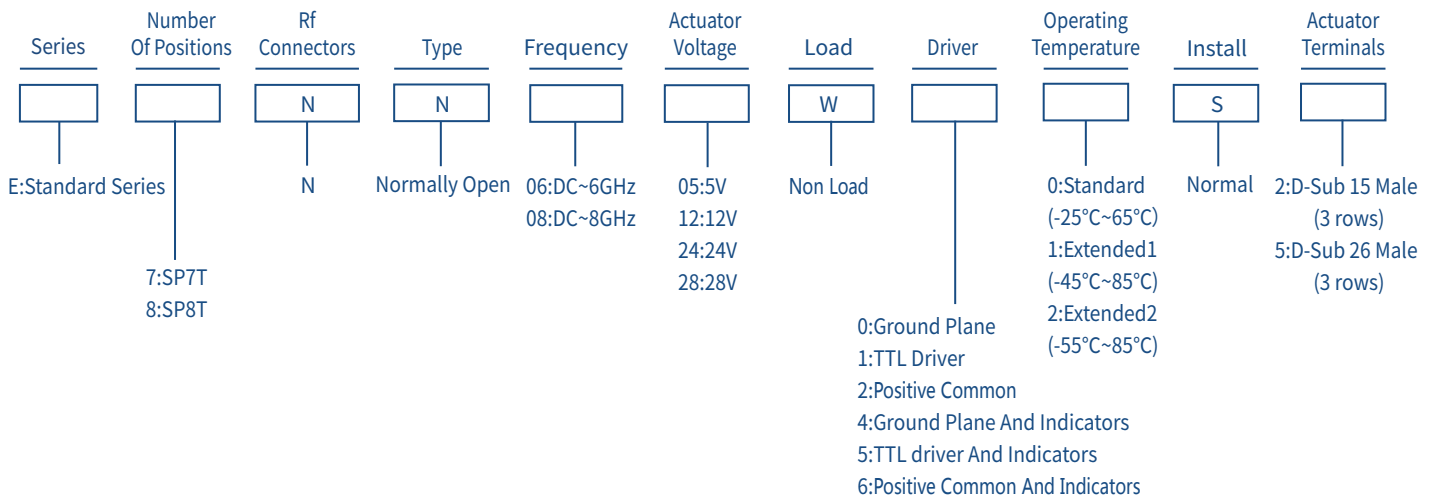 Number
Of Positions
Rf
Connectors
Actuator
Voltage
Operating
Temperature
Actuator
Terminals
Series
Type
Frequency
Load
Driver
Install
N
N
W
S
E:Standard Series
N
Normally Open
06:DC~6GHz
08:DC~8GHz
05:5V
12:12V
24:24V
28:28V
Non Load
0:Standard
(-25°C~65°C)
1:Extended1
(-45°C~85°C)
2:Extended2
(-55°C~85°C)
Normal
2:D-Sub 15 Male
(3 rows)
5:D-Sub 26 Male
(3 rows)
7:SP7T
8:SP8T
0:Ground Plane
1:TTL Driver
2:Positive Common
4:Ground Plane And Indicators
5:TTL driver And Indicators
6:Positive Common And Indicators